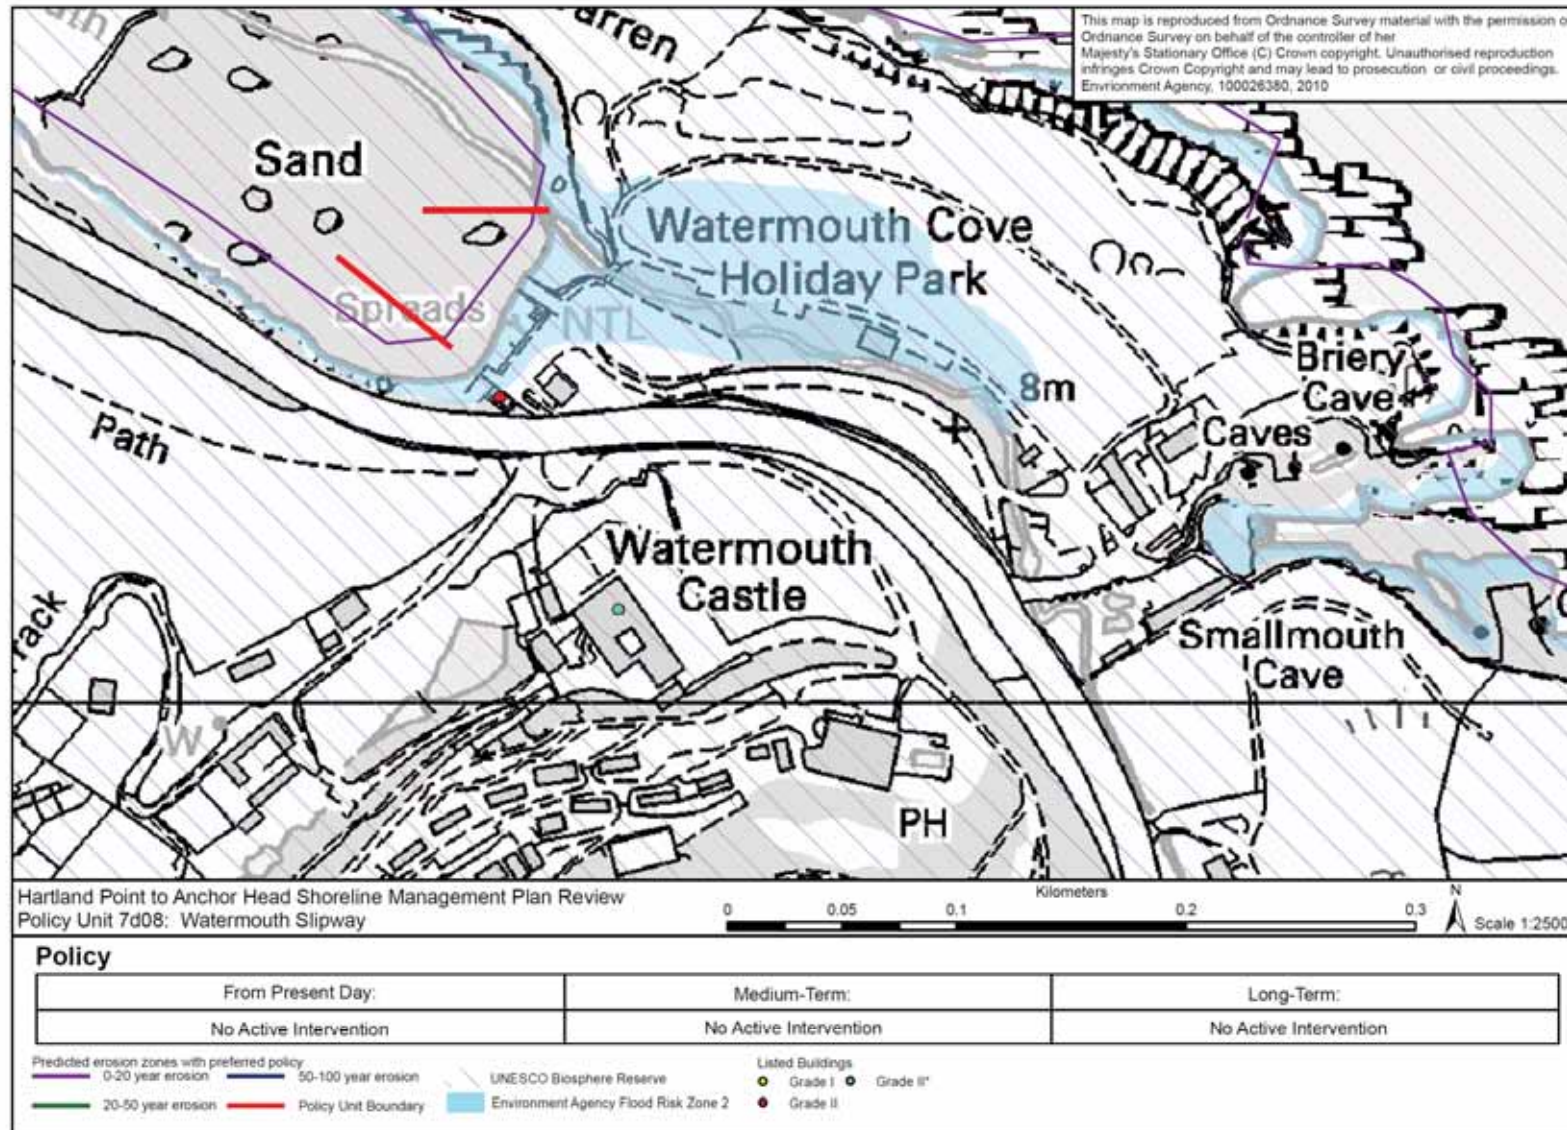 This map is reproduced from Ordnance Survey material with the permission o
Ordnance Survey on behalf of the controller of her
Majesty's Stationary Office (C) Crown copyright. Unauthorised reproduction
infringes Crown Copyright and may lead to prosecution or civil proceedings.
Envrionment Agency, 100026380, 2010
arren
Sand
Watermouth Cove
Holiday Park
Spreads
NTL
8m
Briery
Cave
Caves
Path
Watermouth
Castle
rack
Smallmouth
Cave
W
PH
Hartland Point to Anchor Head Shoreline Management Plan Review
Policy Unit 7d08: Watermouth Slipway
Kilometers
0 0.05 0.1 0.2 0.3
N
Scale 1:2500
Policy
From Present Day: Medium-Term: Long-Term:
No Active Intervention No Active Intervention No Active Intervention
Predicted erosion zones with preferred policy
0-20 year erosion 50-100 year erosion UNESCO Biosphere Reserve
20-50 year erosion Policy Unit Boundary Environment Agency Flood Risk Zone 2
Listed Buildings
Grade I Grade II*
Grade II